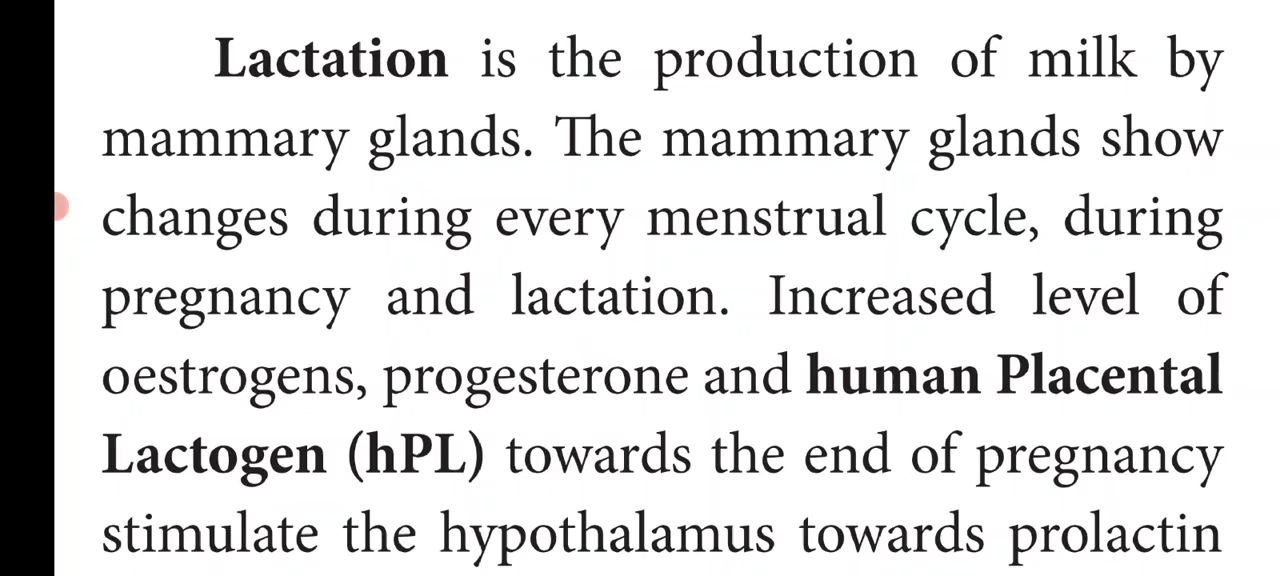 Lactation is the production of milk by
mammary glands. The mammary glands show
changes during every menstrual cycle, during
pregnancy and lactation. Increased level of
oestrogens, progesterone and human Placental
Lactogen (hPL) towards the end of pregnancy
stimulate the hypothalamus towards prolactin